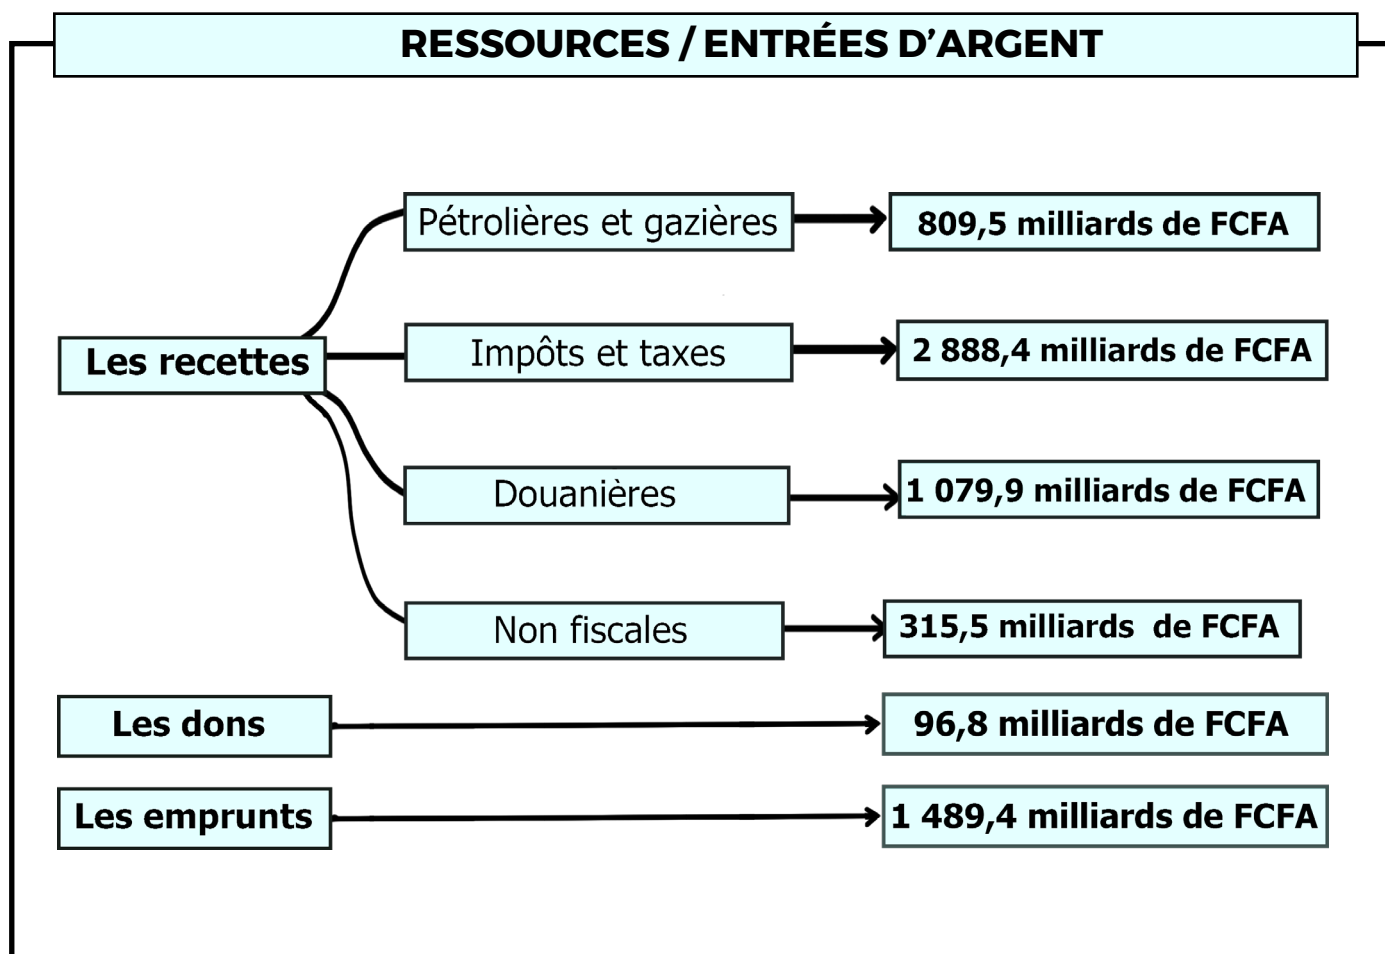 RESSOURCES / ENTRÉES D'ARGENT
Pétrolières et gazières
809,5 milliards de FCFA
Les recettes
Impôts et taxes
2 888,4 milliards de FCFA
Douanières
1 079,9 milliards de FCFA
Non fiscales
315,5 milliards de FCFA
Les dons
96,8 milliards de FCFA
Les emprunts
1 489,4 milliards de FCFA